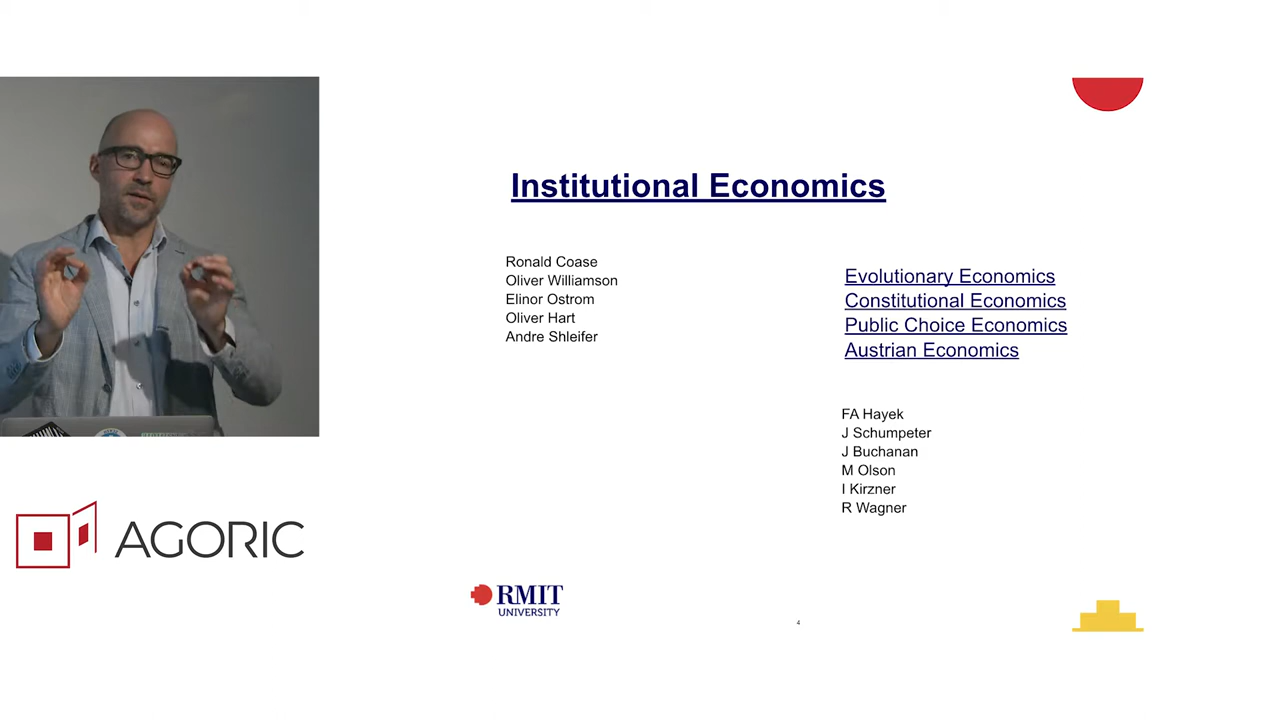 Institutional Economics
Ronald Coase
Oliver Williamson
Elinor Ostrom
Oliver Hart
Andre Shleifer
Evolutionary Economics
Constitutional Economics
Public Choice Economics
Austrian Economics
FA Hayek
J Schumpeter
J Buchanan
M Olson
I Kirzner
R Wagner
AGORIC
RMIT
UNIVERSITY
4